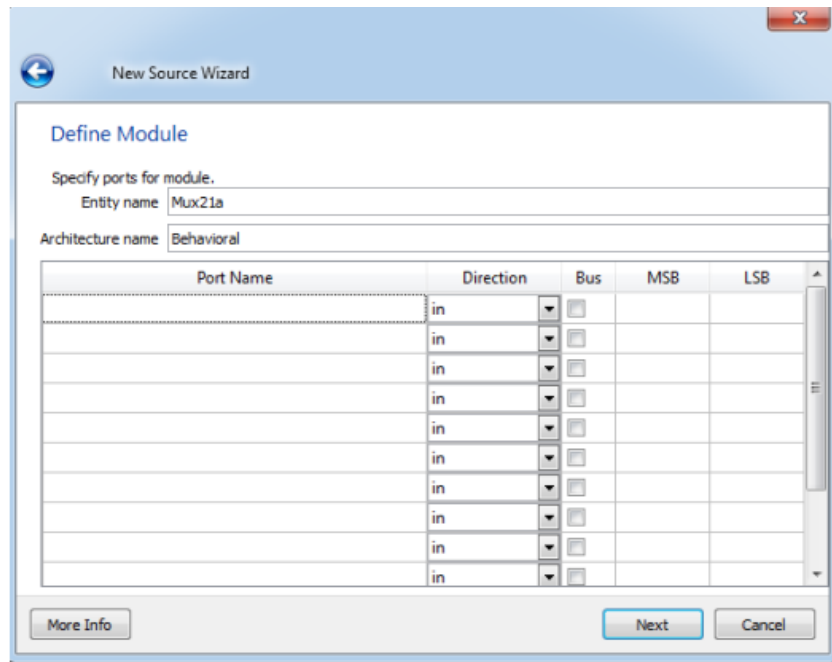 New Source Wizard
Define Module
Specify ports for module.
Entity name Mux21a
Architecture name Behavioral
Port Name Direction Bus MSB LSB
in
in
in
in
in
in
in
in
in
in
More Info Next Cancel